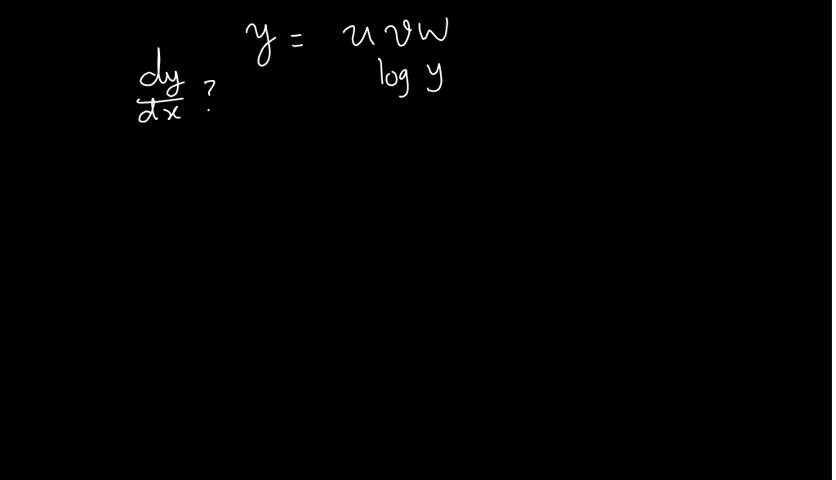 y = uvw
dy/dx ?
log y